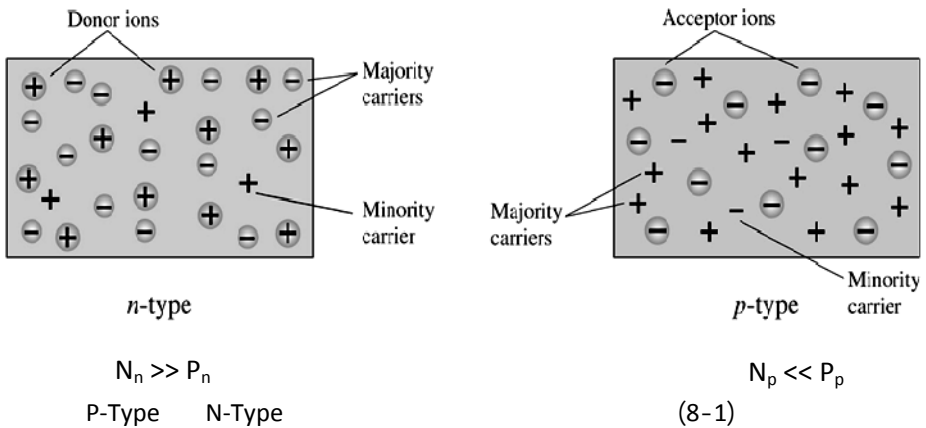 Donor ions
Acceptor ions
Majority
carriers
Minority
carrier
Majority
carriers
Minority
carrier
n-type
p-type
Nn >> Pn
Np << Pp
P-Type N-Type (8-1)